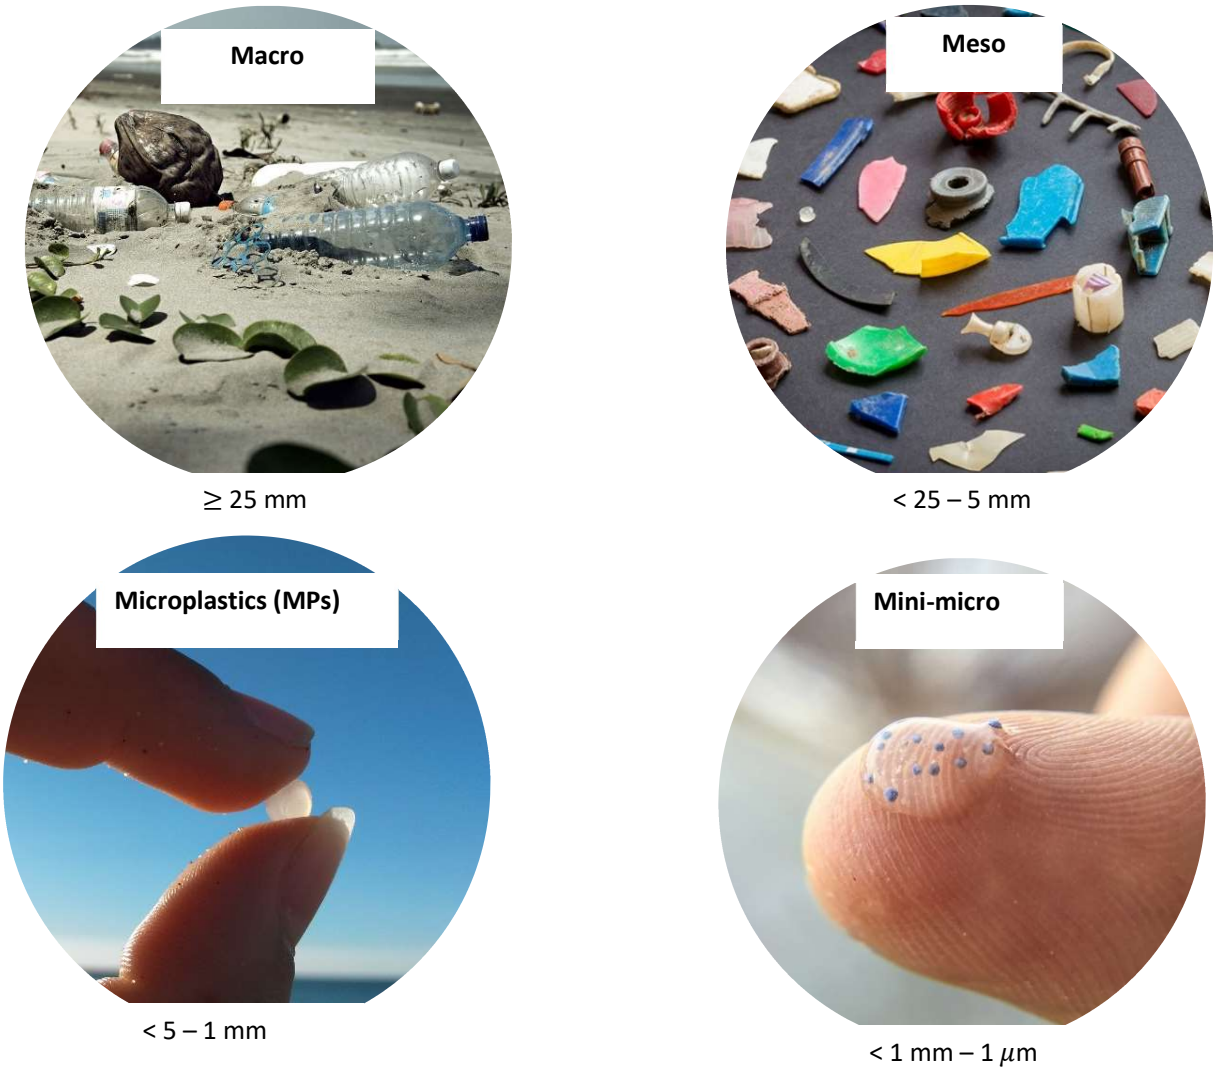 Macro
Meso
≥ 25 mm
< 25 – 5 mm
Microplastics (MPs)
Mini-micro
< 5 – 1 mm
< 1 mm – 1 𝜇m